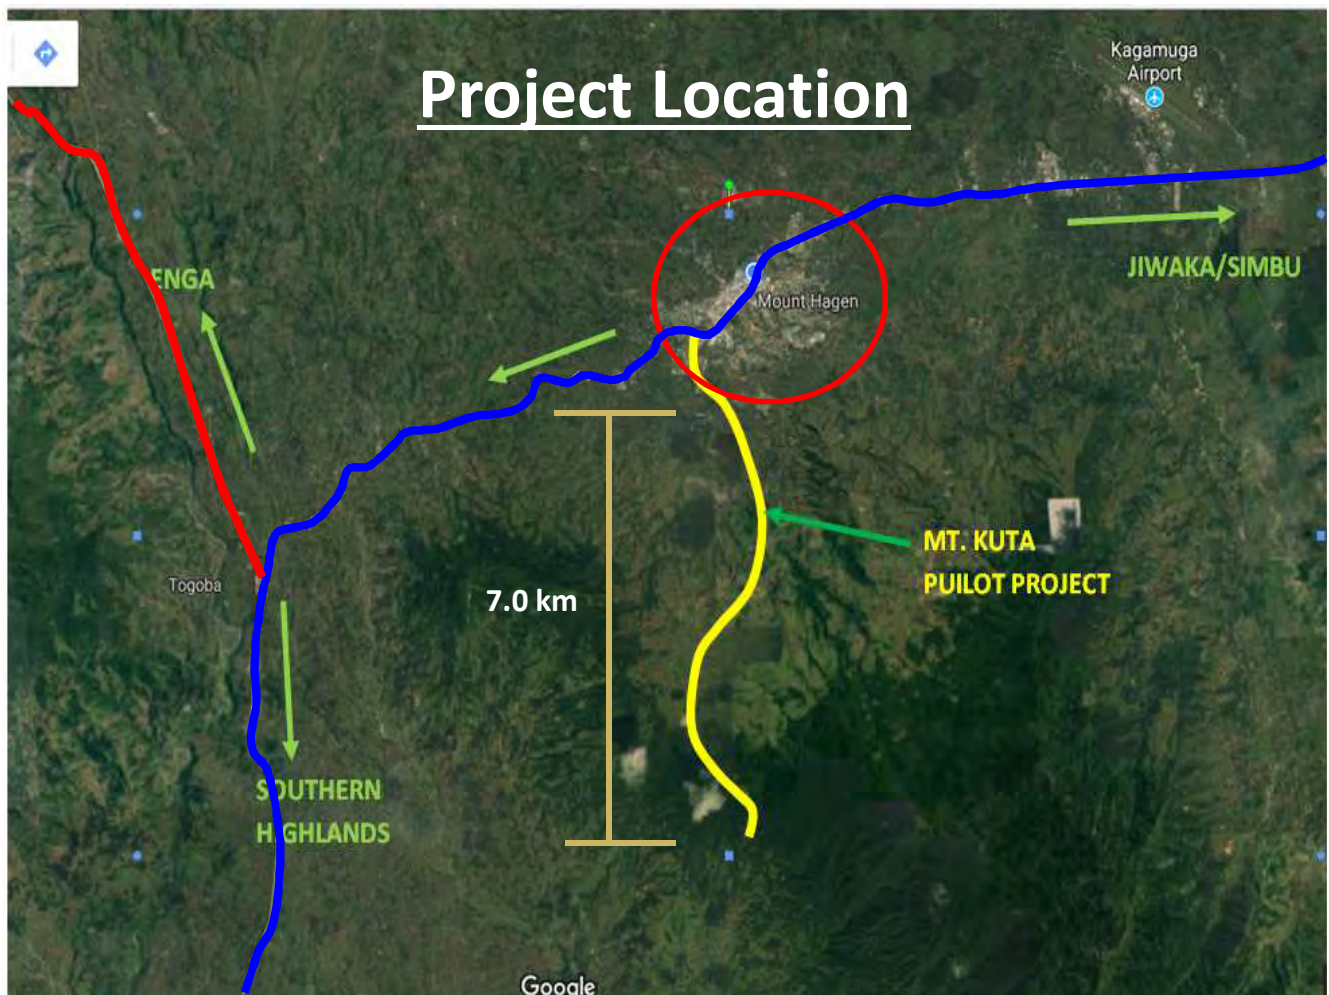 Project Location
Kagamuga
Airport
ENGA
JIWAKA/SIMBU
Mount Hagen
MT. KUTA
PUILOT PROJECT
Togoba
7.0 km
SOUTHERN
HIGHLANDS
Google